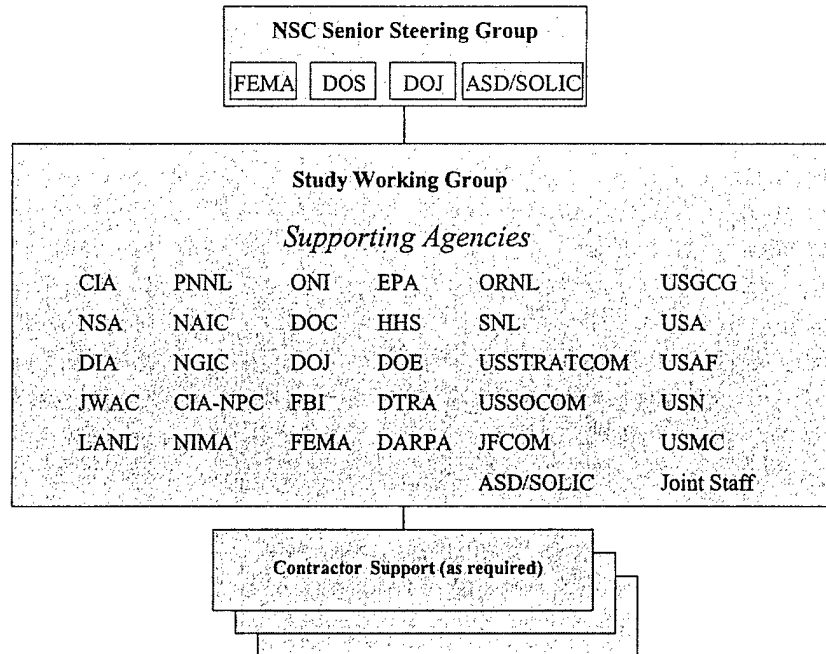 NSC Senior Steering Group
FEMA DOS DOJ ASD/SOLIC
Study Working Group
Supporting Agencies
CIA PNNL ONI EPA ORNL USGCG
NSA NAIC DOC HHS SNL USA
DIA NGIC DOJ DOE USSTRATCOM USAF
JWAC CIA-NPC FBI DTRA USSOCOM USN
LANL NIMA FEMA DARPA JFCOM USMC
ASD/SOLIC Joint Staff
Contractor Support (as required)